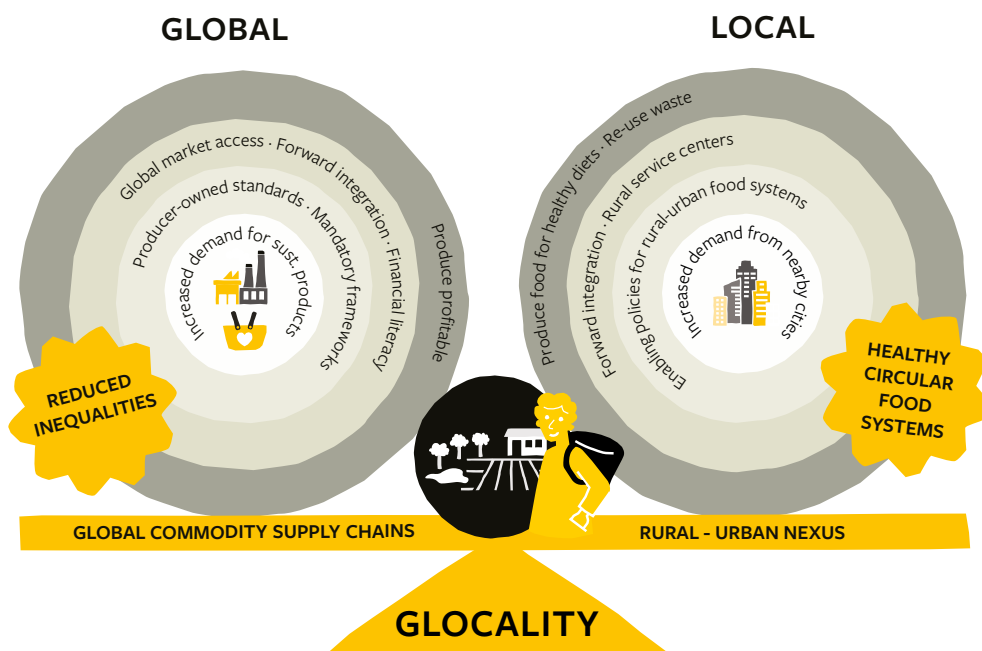 GLOBAL
LOCAL
Produce profitable
Global market access · Forward integration · Financial literacy
Producer-owned standards · Mandatory frameworks
Increased demand for sust. products
REDUCED
INEQUALITIES
Produce food for healthy diets · Re-use waste
Forward integration · Rural service centers
Enabling policies for rural-urban food systems
Increased demand from nearby cities
HEALTHY
CIRCULAR
FOOD
SYSTEMS
GLOBAL COMMODITY SUPPLY CHAINS
RURAL - URBAN NEXUS
GLOCALITY